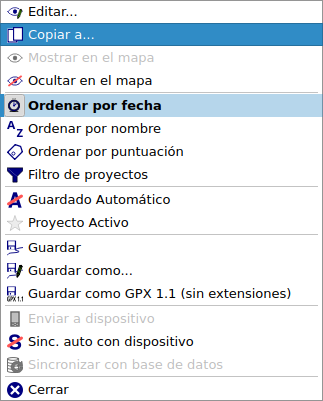 Editar...
Copiar a...
Mostrar en el mapa
Ocultar en el mapa
Ordenar por fecha
Ordenar por nombre
Ordenar por puntuación
Filtro de proyectos
Guardado Automático
Proyecto Activo
Guardar
Guardar como...
Guardar como GPX 1.1 (sin extensiones)
Enviar a dispositivo
Sinc. auto con dispositivo
Sincronizar con base de datos
Cerrar